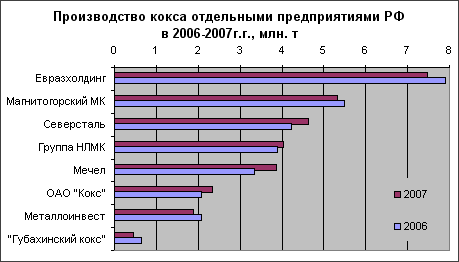 Производство кокса отдельными предприятиями РФ
в 2006-2007г.г., млн. т
0 1 2 3 4 5 6 7 8
Евразхолдинг
Магнитогорский МК
Северсталь
Группа НЛМК
Мечел
ОАО "Кокс"
Металлоинвест
"Губахинский кокс"
2007
2006